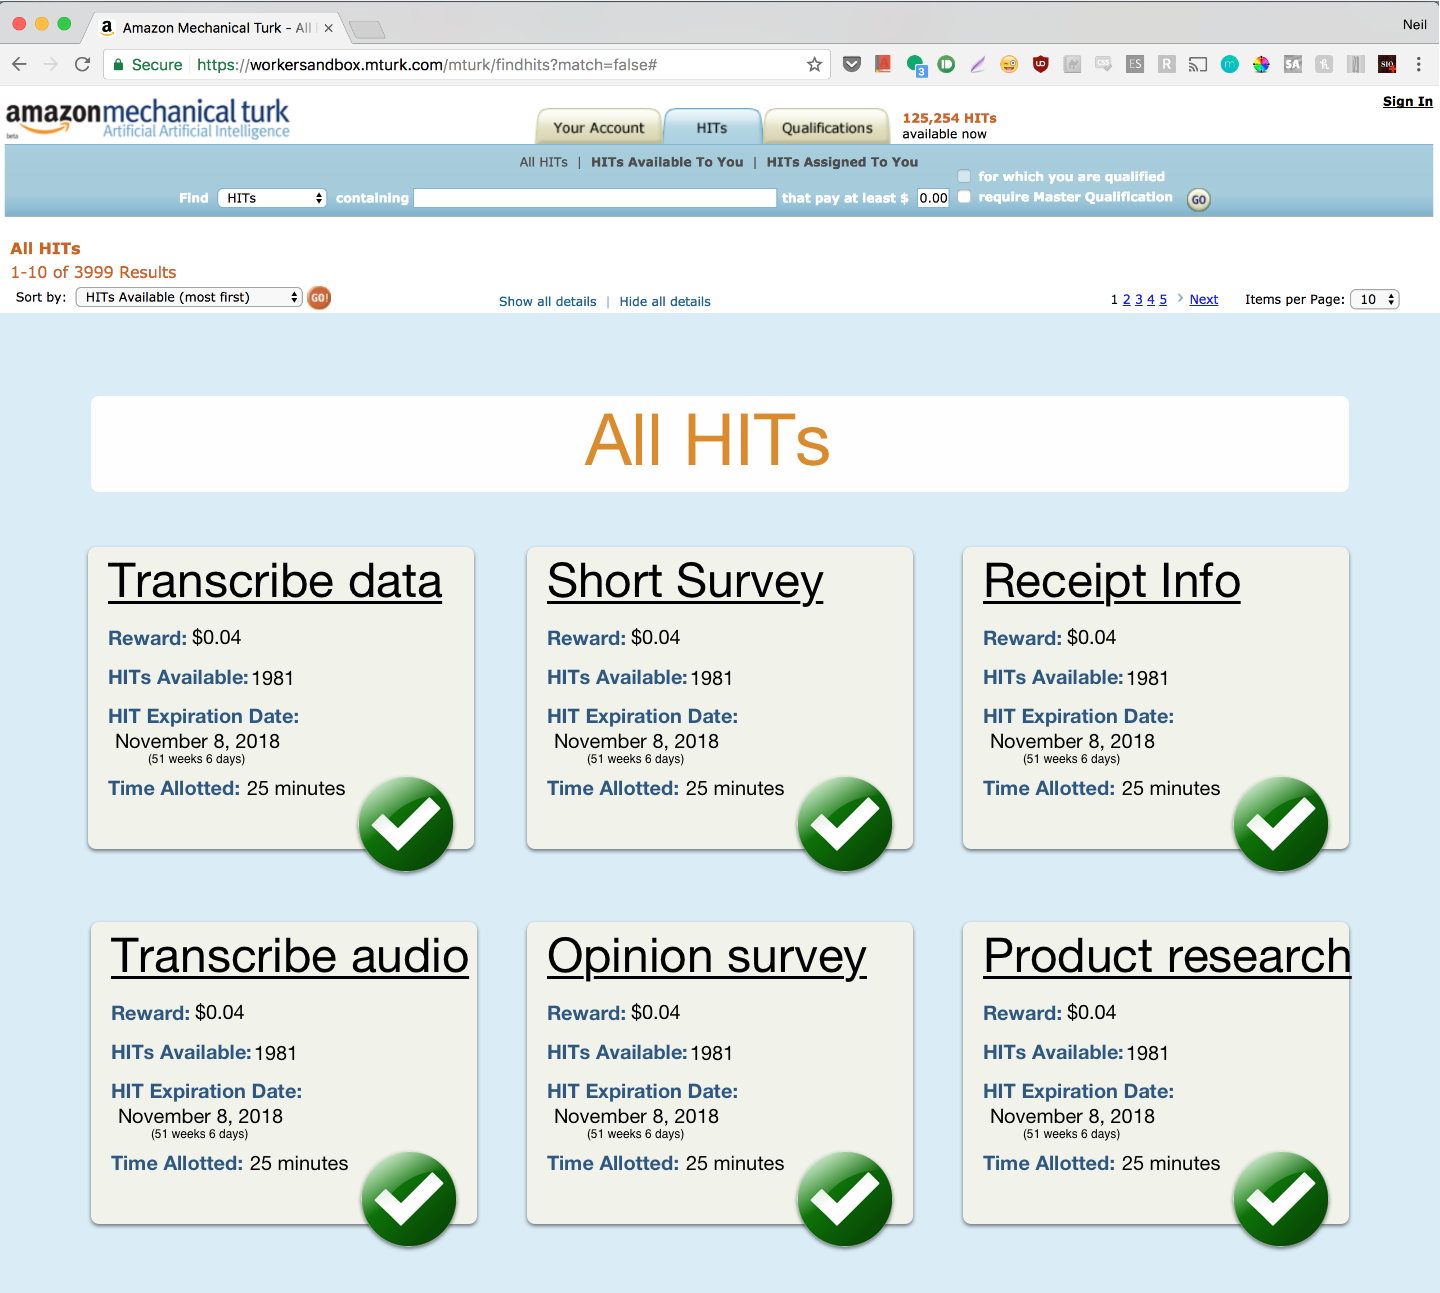 Amazon Mechanical Turk - All
Neil
Secure https://workersandbox.mturk.com/mturk/findhits?match=false#
3
CSS
ES
R
SA
amazonmechanical turk
Artificial Artificial Intelligence
beta
Your Account
HITs
Qualifications
125,254 HITs
available now
Sign In
All HITs | HITs Available To You | HITs Assigned To You
Find HITs containing that pay at least $ 0.00
for which you are qualified
require Master Qualification
GO
All HITs
1-10 of 3999 Results
Sort by: HITs Available (most first) GO!
Show all details | Hide all details
1 2 3 4 5 › Next Items per Page: 10
All HITs
Transcribe data
Reward: $0.04
HITs Available: 1981
HIT Expiration Date:
November 8, 2018
(51 weeks 6 days)
Time Allotted: 25 minutes
Short Survey
Reward: $0.04
HITs Available: 1981
HIT Expiration Date:
November 8, 2018
(51 weeks 6 days)
Time Allotted: 25 minutes
Receipt Info
Reward: $0.04
HITs Available: 1981
HIT Expiration Date:
November 8, 2018
(51 weeks 6 days)
Time Allotted: 25 minutes
Transcribe audio
Reward: $0.04
HITs Available: 1981
HIT Expiration Date:
November 8, 2018
(51 weeks 6 days)
Time Allotted: 25 minutes
Opinion survey
Reward: $0.04
HITs Available: 1981
HIT Expiration Date:
November 8, 2018
(51 weeks 6 days)
Time Allotted: 25 minutes
Product research
Reward: $0.04
HITs Available: 1981
HIT Expiration Date:
November 8, 2018
(51 weeks 6 days)
Time Allotted: 25 minutes